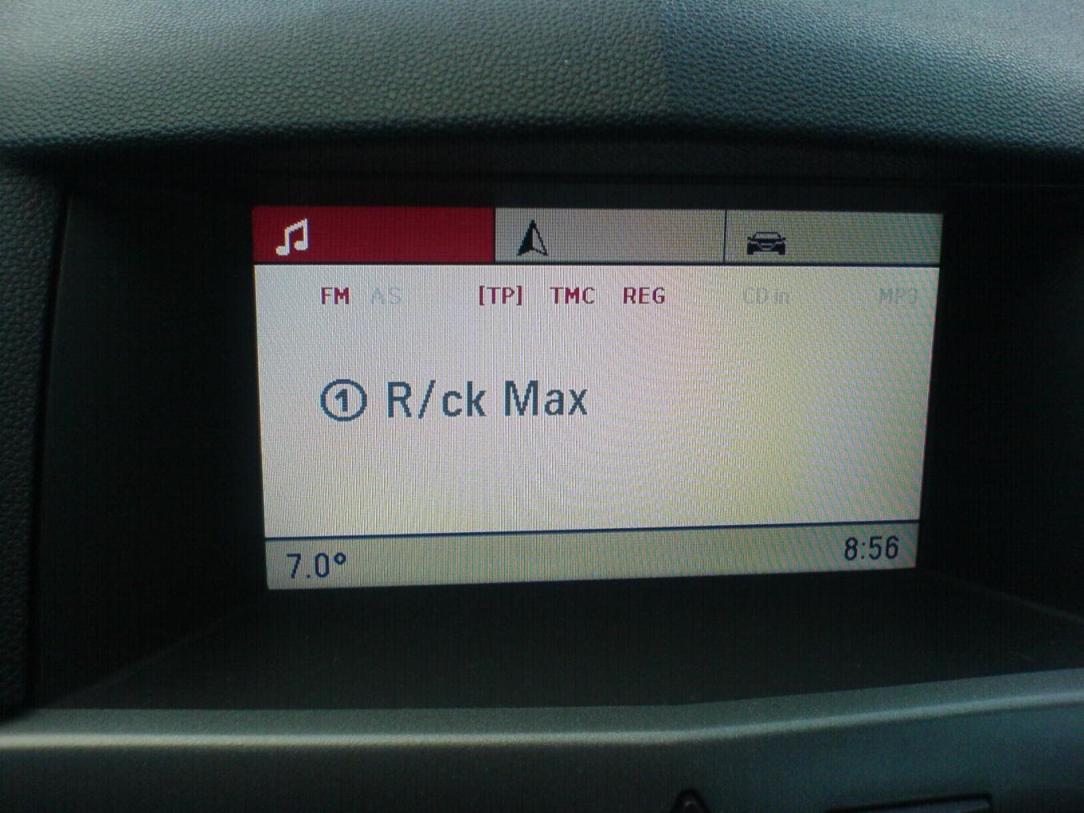 FM AS [TP] TMC REG CD in MP3
① R/ck Max
7.0° 8:56